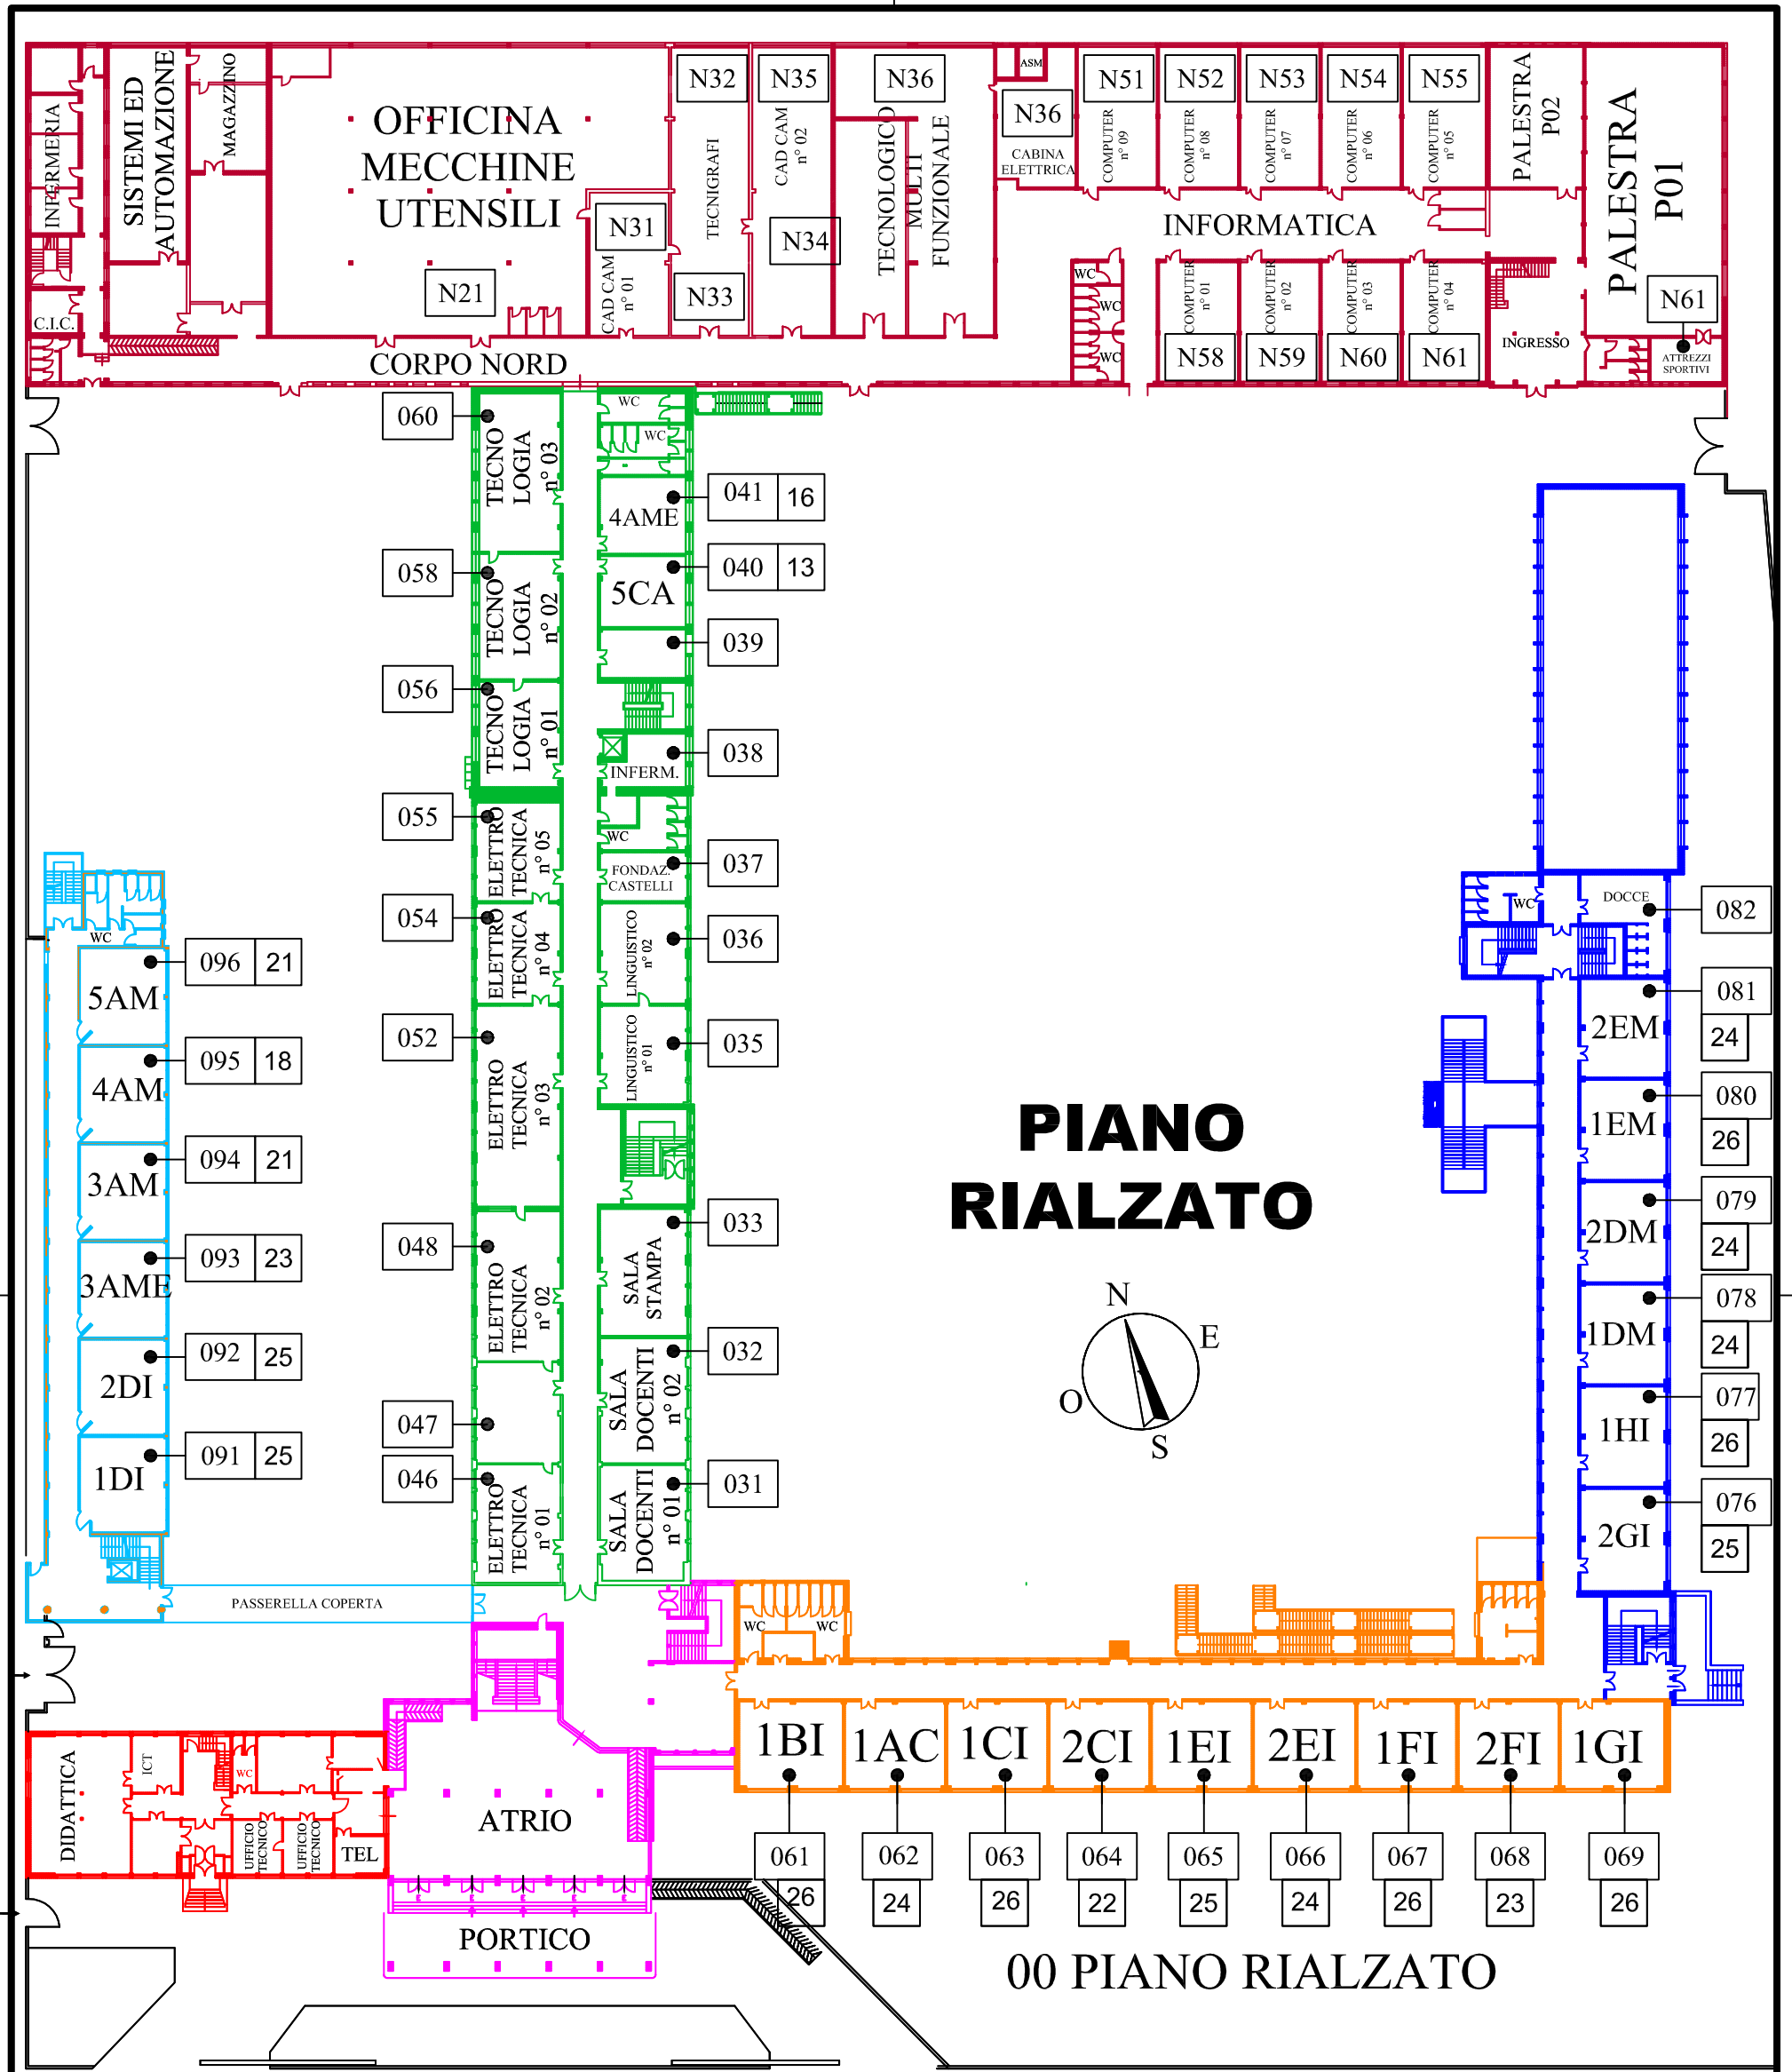 INFERMERIA
C.I.C.
SISTEMI ED
AUTOMAZIONE
MAGAZZINO
OFFICINA
MECCHINE
UTENSILI
N21
N31
CAD CAM
n° 01
N32
TECNIGRAFI
N33
N35
CAD CAM
n° 02
N34
N36
TECNOLOGICO
MULTI
FUNZIONALE
ASM
N36
CABINA
ELETTRICA
N51
COMPUTER
n° 09
N52
COMPUTER
n° 08
N53
COMPUTER
n° 07
N54
COMPUTER
n° 06
N55
COMPUTER
n° 05
PALESTRA
P02
PALESTRA
P01
INFORMATICA
WC
WC
WC
COMPUTER
n° 01
N58
COMPUTER
n° 02
N59
COMPUTER
n° 03
N60
COMPUTER
n° 04
N61
INGRESSO
N61
ATTREZZI
SPORTIVI
CORPO NORD
060
TECNO
LOGIA
n° 03
WC
WC
4AME
041 16
058
TECNO
LOGIA
n° 02
5CA
040 13
039
056
TECNO
LOGIA
n° 01
INFERM.
038
055
ELETTRO
TECNICA
n° 05
WC
FONDAZ.
CASTELLI
037
054
ELETTRO
TECNICA
n° 04
LINGUISTICO
n° 02
036
052
ELETTRO
TECNICA
n° 03
LINGUISTICO
n° 01
035
048
ELETTRO
TECNICA
n° 02
SALA
STAMPA
033
047
SALA
DOCENTI
n° 02
032
046
ELETTRO
TECNICA
n° 01
SALA
DOCENTI
n° 01
031
WC
5AM
096 21
4AM
095 18
3AM
094 21
3AME
093 23
2DI
092 25
1DI
091 25
PASSERELLA COPERTA
PIANO
RIALZATO
N
E
O
S
WC
DOCCE
082
2EM
081
24
1EM
080
26
2DM
079
24
1DM
078
24
1HI
077
26
2GI
076
25
WC
WC
1BI
1AC
1CI
2CI
1EI
2EI
1FI
2FI
1GI
061
062
063
064
065
066
067
068
069
26
24
26
22
25
24
26
23
26
DIDATTICA
ICT
WC
UFFICIO
TECNICO
UFFICIO
TECNICO
TEL
ATRIO
PORTICO
00 PIANO RIALZATO